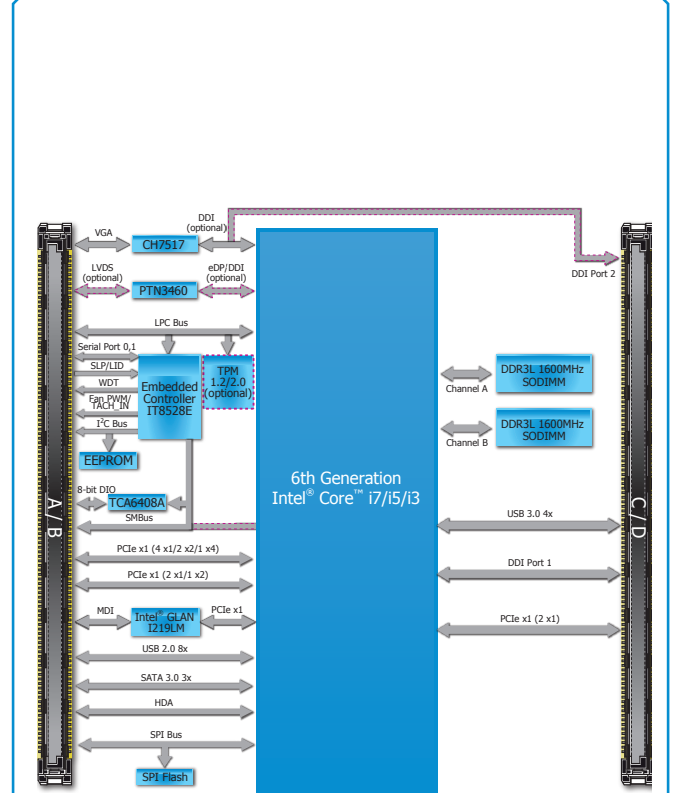 DDI
(optional)
VGA
CH7517
DDI Port 2
LVDS
(optional)
PTN3460
eDP/DDI
(optional)
LPC Bus
Serial Port 0,1
SLP/LID
WDT
Fan PWM/
TACH_IN
I²C Bus
Embedded
Controller
IT8528E
TPM
1.2/2.0
(optional)
EEPROM
8-bit DIO
TCA6408A
SMBus
A / B
6th Generation
Intel® Core™ i7/i5/i3
Channel A
DDR3L 1600MHz
SODIMM
Channel B
DDR3L 1600MHz
SODIMM
C / D
USB 3.0 4x
DDI Port 1
PCIe x1 (2 x1)
PCIe x1 (4 x1/2 x2/1 x4)
PCIe x1 (2 x1/1 x2)
MDI
Intel® GLAN
I219LM
PCIe x1
USB 2.0 8x
SATA 3.0 3x
HDA
SPI Bus
SPI Flash